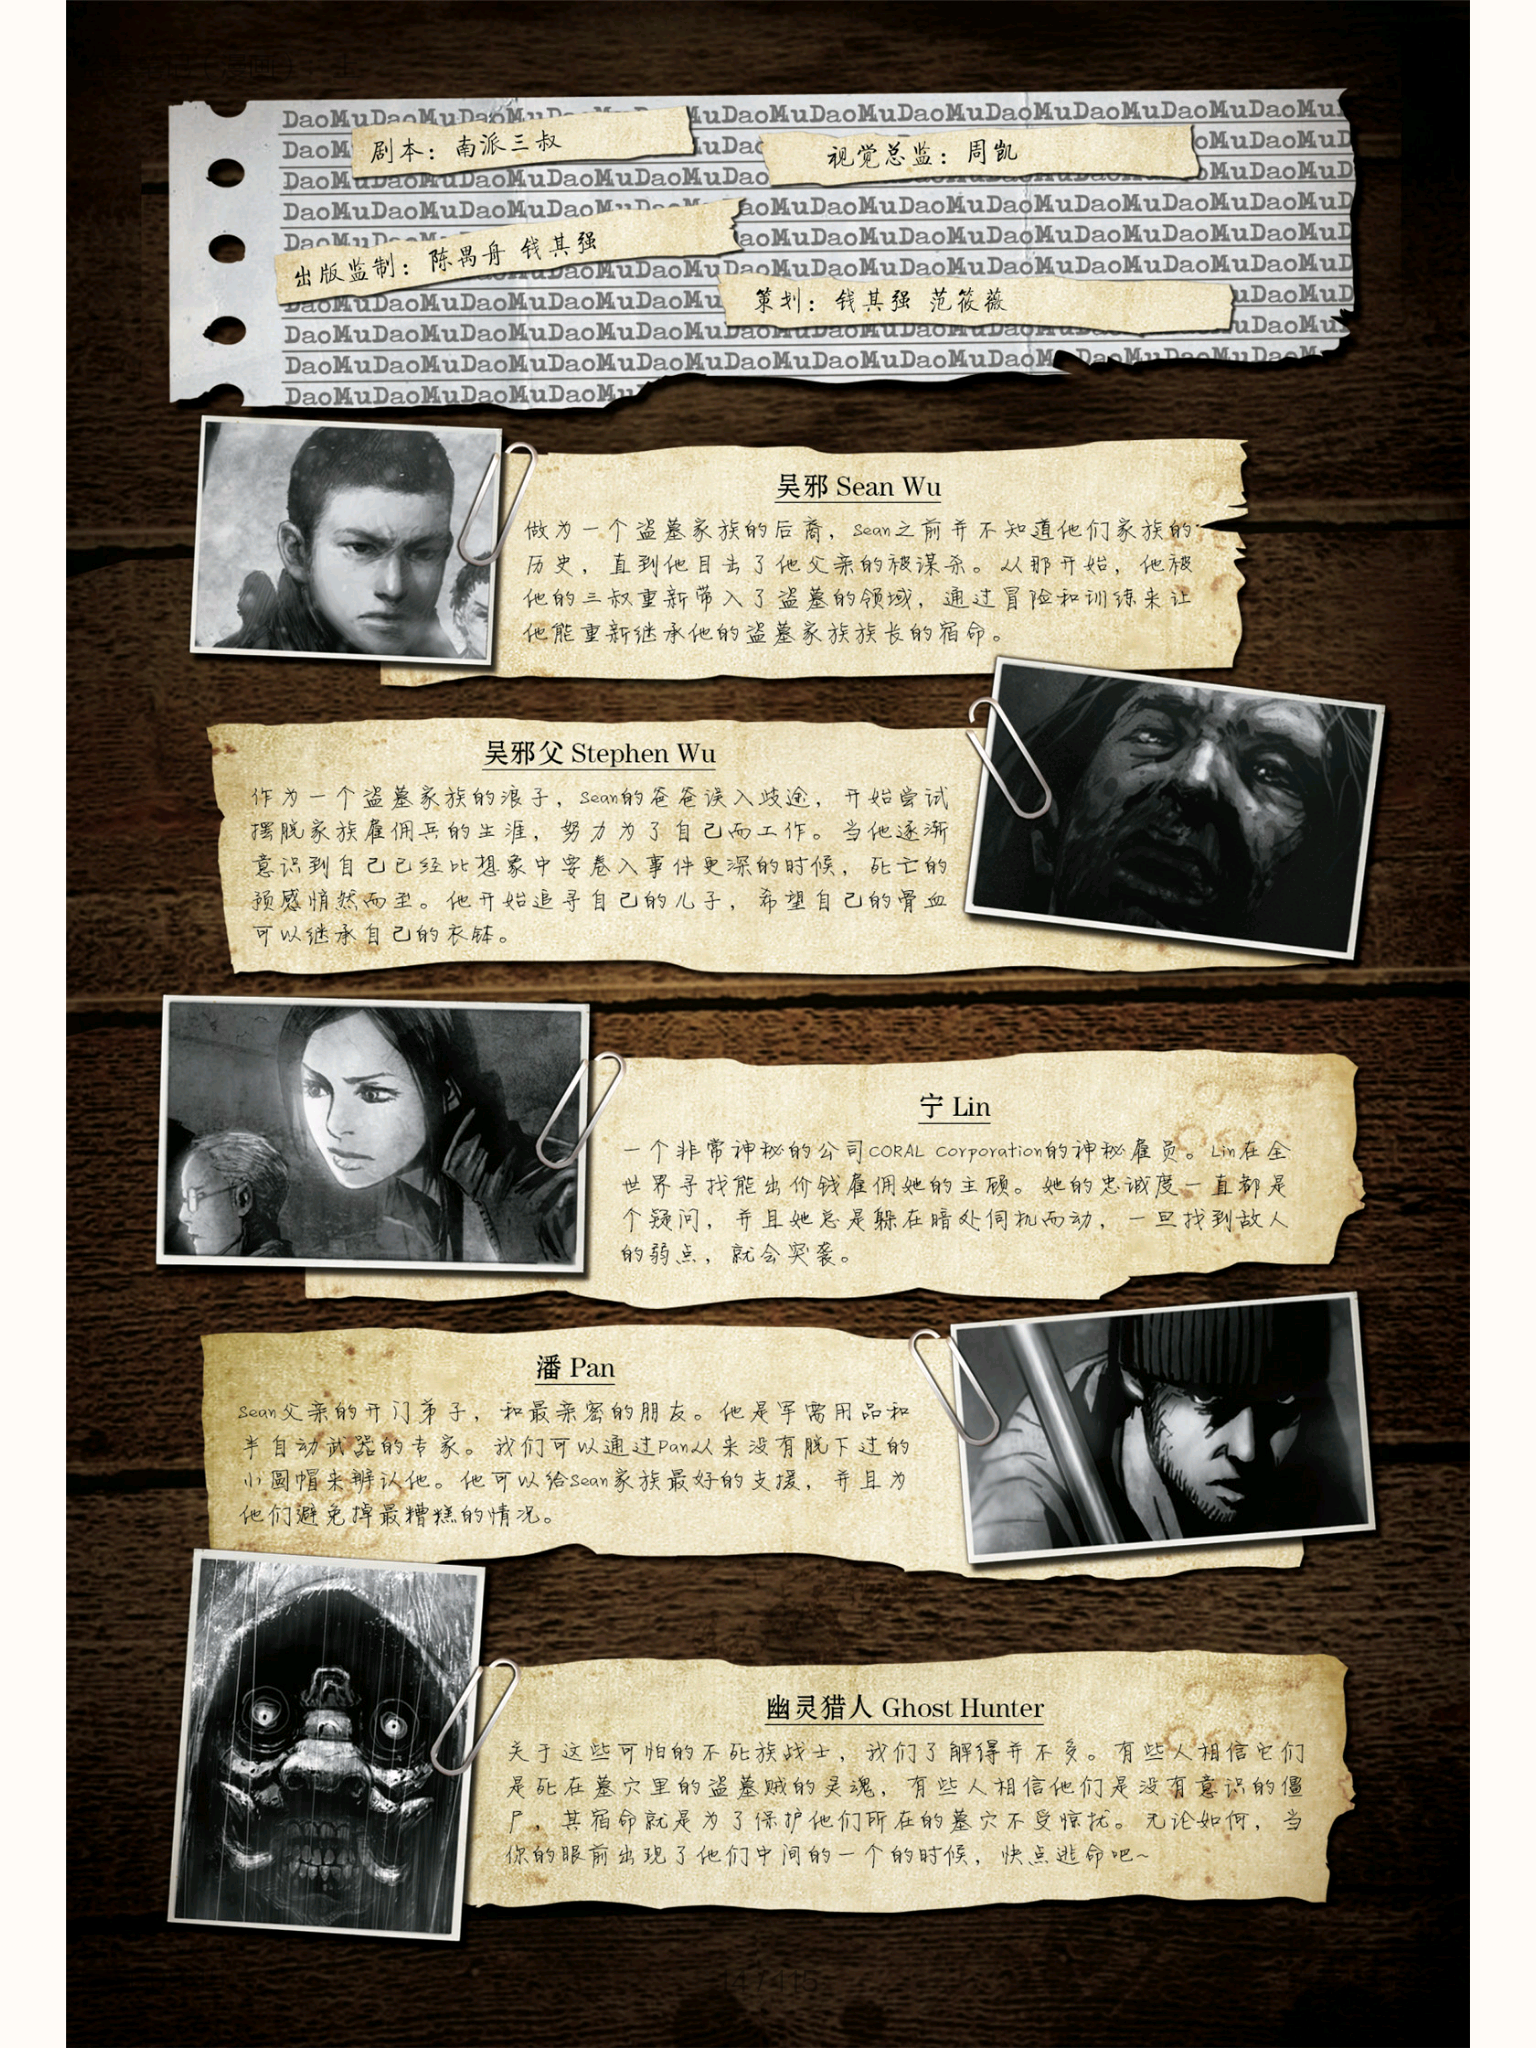 DaoMuDaoMuDaoMuDaoMuDaoMuDaoMuDaoMuDaoMuDaoMuDaoMuDaoMuDaoMu
剧本：南派三叔
视觉总监：周凯
出版监制：陈曷舟 钱其强
策划：钱其强 范筱薇
吴邪 Sean Wu
做为一个盗墓家族的后裔，Sean之前并不知道他们家族的
历史，直到他目击了他父亲的被谋杀。从那开始，他被
他的三叔重新带入了盗墓的领域，通过冒险和训练来让
他能重新继承他的盗墓家族族长的宿命。
吴邪父 Stephen Wu
作为一个盗墓家族的浪子，Sean的爸爸误入歧途，开始尝试
摆脱家族雇佣兵的生涯，努力为了自己而工作。当他逐渐
意识到自己已经比想象中要卷入事件更深的时候，死亡的
预感悄然而至。他开始追寻自己的儿子，希望自己的骨血
可以继承自己的衣钵。
宁 Lin
一个非常神秘的公司CORAL Corporation的神秘雇员。Lin在全
世界寻找能出价钱雇佣她的主顾。她的忠诚度一直都是
个疑问，并且她总是躲在暗处伺机而动，一旦找到敌人
的弱点，就会突袭。
潘 Pan
Sean父亲的开门弟子，和最亲密的朋友。他是军需用品和
半自动武器的专家。我们可以通过Pan从来没有脱下过的
小圆帽来辨认他。他可以给Sean家族最好的支援，并且为
他们避免掉最糟糕的情况。
幽灵猎人 Ghost Hunter
关于这些可怕的不死族战士，我们了解得并不多。有些人相信它们
是死在墓穴里的盗墓贼的灵魂，有些人相信他们是没有意识的僵
尸，其宿命就是为了保护他们所在的墓穴不受惊扰。无论如何，当
你的眼前出现了他们中间的一个的时候，快点逃命吧~